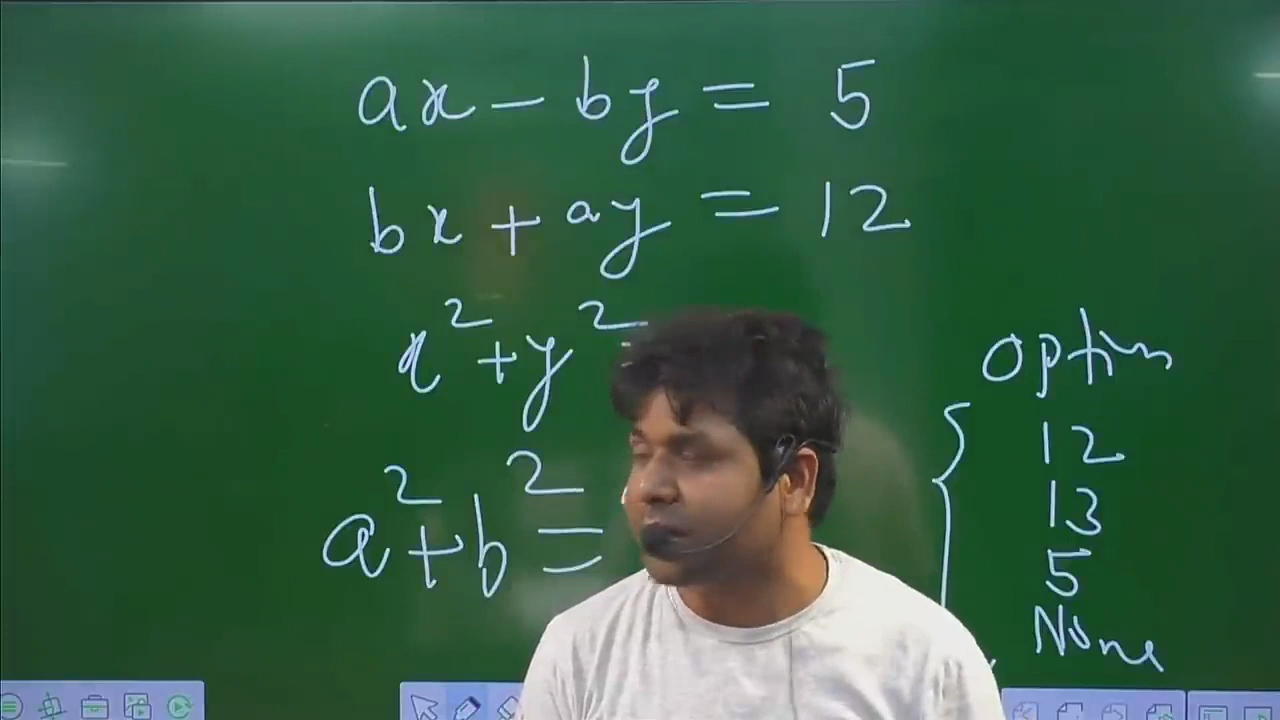 ax - by = 5
bx + ay = 12
x² + y²
a² + b² =
Option
12
13
5
None